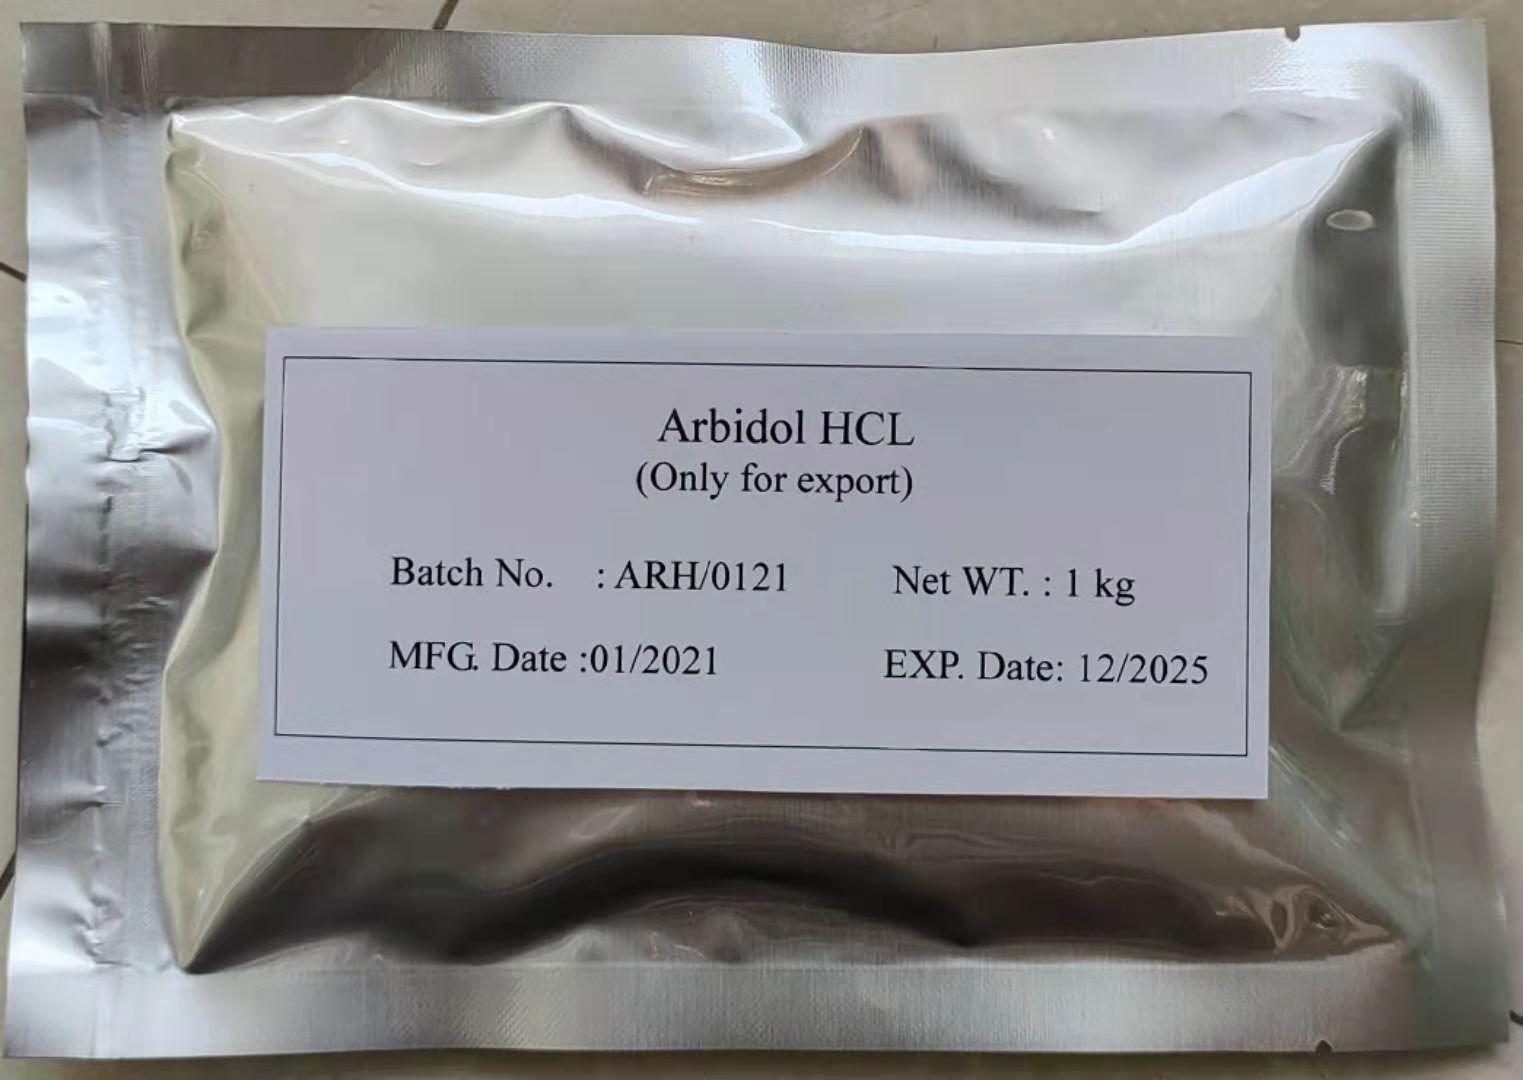 Arbidol HCL
(Only for export)
Batch No. : ARH/0121 Net WT. : 1 kg
MFG. Date :01/2021 EXP. Date: 12/2025